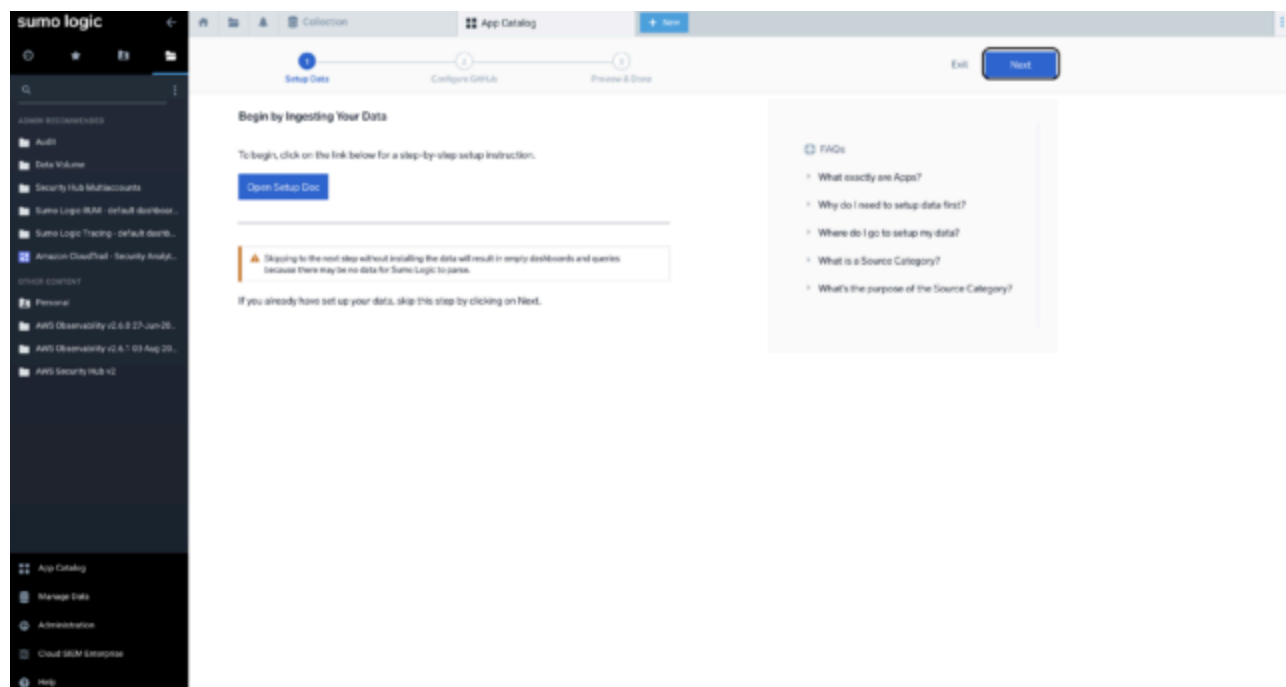 sumo logic
Collection
App Catalog
+ New
1
2
3
Setup Data
Configure GitHub
Preview & Done
Exit
Next
ADMIN RECOMMENDED
Audit
Data Volume
Security Hub Multiaccounts
Sumo Logic RUM - default dashboar...
Sumo Logic Tracing - default dashb...
Amazon CloudTrail - Security Analyt...
OTHER CONTENT
Personal
AWS Observability v2.6.0 27-Jun-20...
AWS Observability v2.6.1 03 Aug 20...
AWS Security Hub v2
App Catalog
Manage Data
Administration
Cloud SIEM Enterprise
Help
Begin by Ingesting Your Data
To begin, click on the link below for a step-by-step setup instruction.
Open Setup Doc
Skipping to the next step without installing the data will result in empty dashboards and queries
because there may be no data for Sumo Logic to parse.
If you already have set up your data, skip this step by clicking on Next.
FAQs
What exactly are Apps?
Why do I need to setup data first?
Where do I go to setup my data?
What is a Source Category?
What's the purpose of the Source Category?